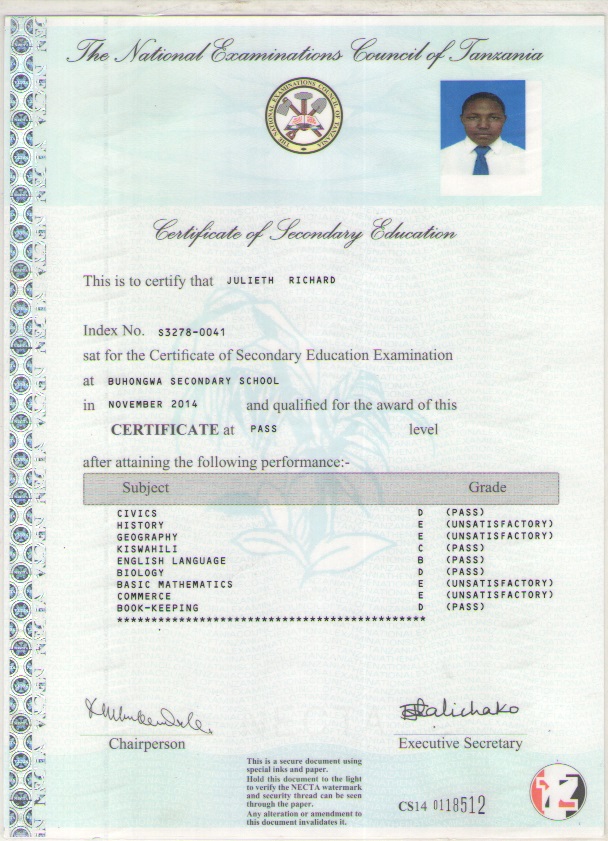 The National Examinations Council of Tanzania
THE NATIONAL EXAMINATIONS COUNCIL OF TANZANIA
Certificate of Secondary Education
This is to certify that JULIETH RICHARD
Index No. S3278-0041
sat for the Certificate of Secondary Education Examination
at BUHONGWA SECONDARY SCHOOL
in NOVEMBER 2014 and qualified for the award of this
CERTIFICATE at PASS level
after attaining the following performance:-
Subject Grade
CIVICS D (PASS)
HISTORY E (UNSATISFACTORY)
GEOGRAPHY E (UNSATISFACTORY)
KISWAHILI C (PASS)
ENGLISH LANGUAGE B (PASS)
BIOLOGY D (PASS)
BASIC MATHEMATICS E (UNSATISFACTORY)
COMMERCE E (UNSATISFACTORY)
BOOK-KEEPING D (PASS)
*********************************************
Chairperson Executive Secretary
This is a secure document using
special inks and paper.
Hold this document to the light
to verify the NECTA watermark
and security thread can be seen
through the paper.
Any alteration or amendment to
this document invalidates it.
CS14 0118512